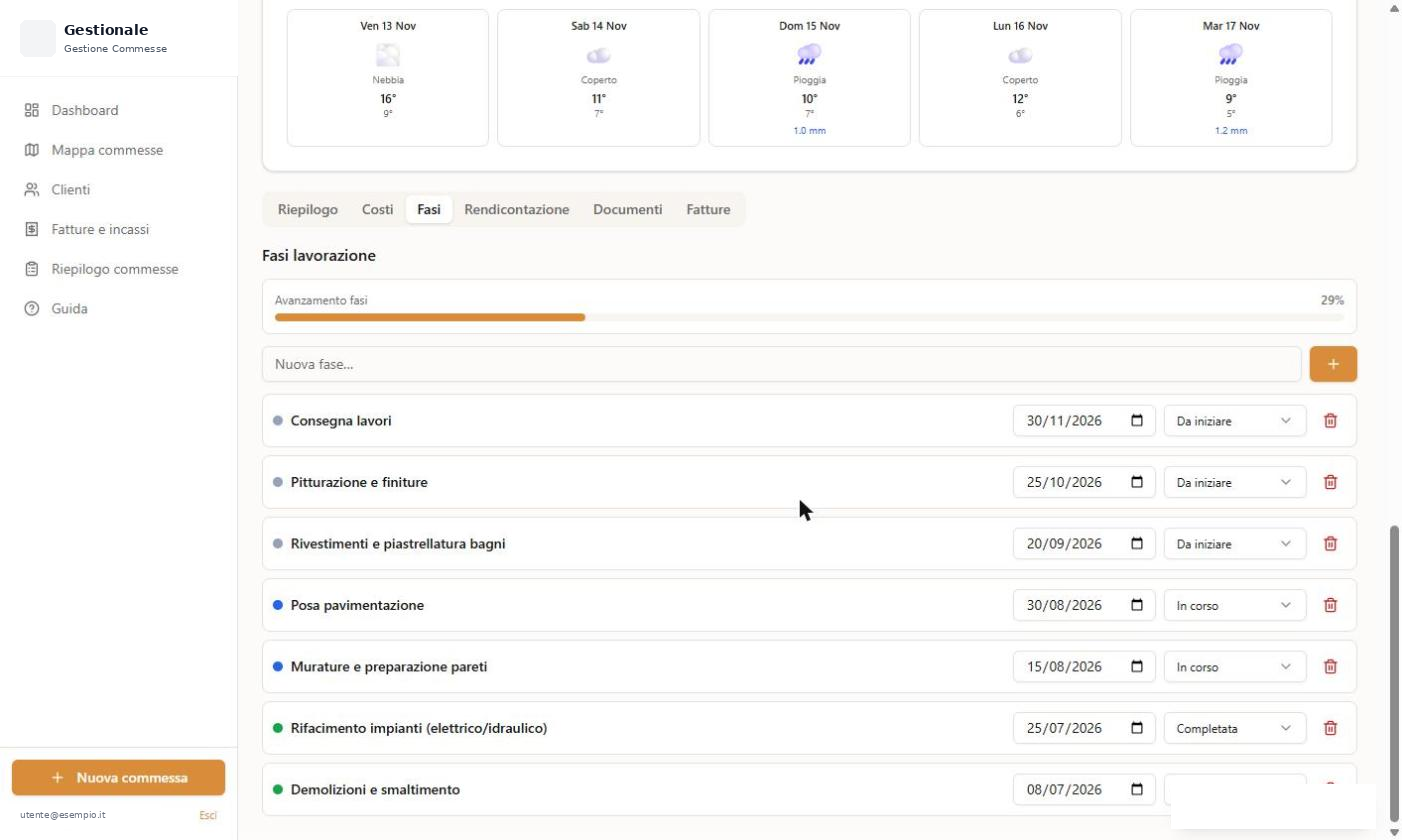 Gestionale
Gestione Commesse
Dashboard
Mappa commesse
Clienti
Fatture e incassi
Riepilogo commesse
Guida
Nuova commessa
utente@esempio.it Esci
Ven 13 Nov Sab 14 Nov Dom 15 Nov Lun 16 Nov Mar 17 Nov
Nebbia Coperto Pioggia Coperto Pioggia
16° 11° 10° 12° 9°
9° 7° 7° 6° 5°
1.0 mm 1.2 mm
Riepilogo Costi Fasi Rendicontazione Documenti Fatture
Fasi lavorazione
Avanzamento fasi 29%
Nuova fase...
Consegna lavori 30/11/2026 Da iniziare
Pitturazione e finiture 25/10/2026 Da iniziare
Rivestimenti e piastrellatura bagni 20/09/2026 Da iniziare
Posa pavimentazione 30/08/2026 In corso
Murature e preparazione pareti 15/08/2026 In corso
Rifacimento impianti (elettrico/idraulico) 25/07/2026 Completata
Demolizioni e smaltimento 08/07/2026